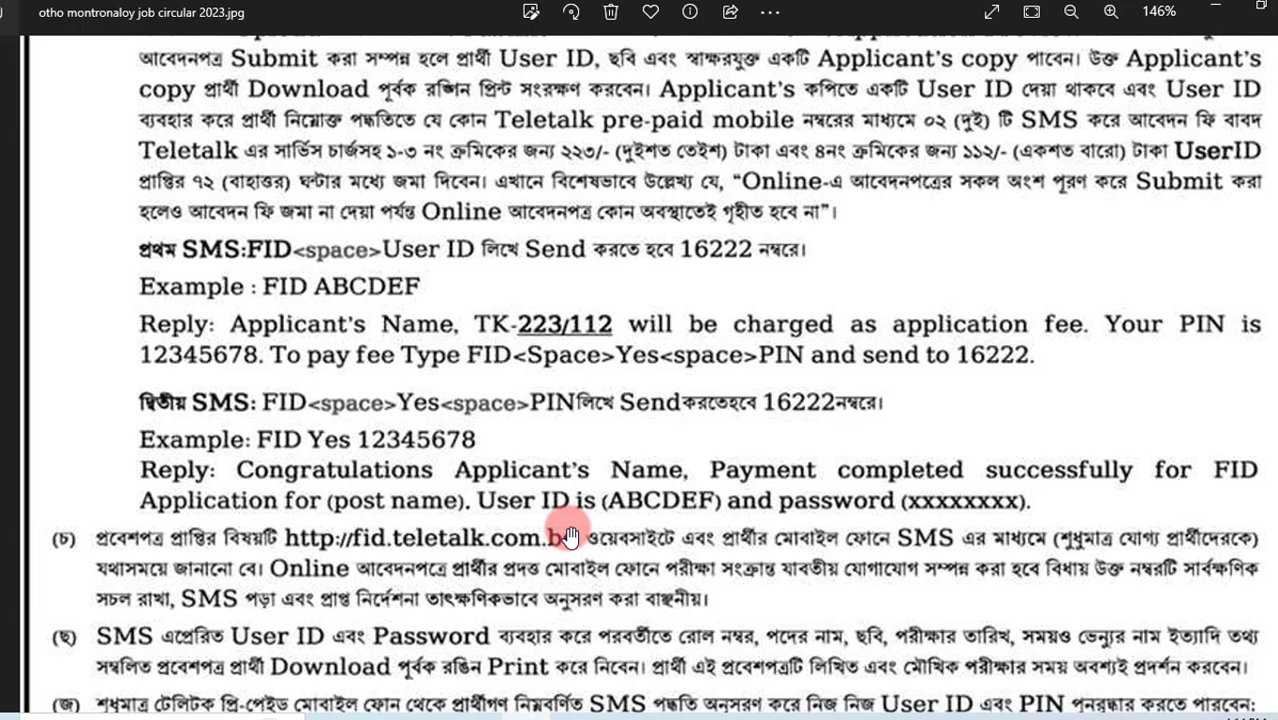 otho montronaloy job circular 2023.jpg
146%
আবেদনপত্র Submit করা সম্পন্ন হলে প্রার্থী User ID, ছবি এবং স্বাক্ষরযুক্ত একটি Applicant's copy পাবেন। উক্ত Applicant's
copy প্রার্থী Download পূর্বক রঙ্গিন প্রিন্ট সংরক্ষণ করবেন। Applicant's কপিতে একটি User ID দেয়া থাকবে এবং User ID
ব্যবহার করে প্রার্থী নিম্নোক্ত পদ্ধতিতে যে কোন Teletalk pre-paid mobile নম্বরের মাধ্যমে ০২ (দুই) টি SMS করে আবেদন ফি বাবদ
Teletalk এর সার্ভিস চার্জসহ ১-৩ নং ক্রমিকের জন্য ২২৩/- (দুইশত তেইশ) টাকা এবং ৪নং ক্রমিকের জন্য ১১২/- (একশত বারো) টাকা UserID
প্রাপ্তির ৭২ (বাহাত্তর) ঘন্টার মধ্যে জমা দিবেন। এখানে বিশেষভাবে উল্লেখ্য যে, “Online-এ আবেদনপত্রের সকল অংশ পূরণ করে Submit করা
হলেও আবেদন ফি জমা না দেয়া পর্যন্ত Online আবেদনপত্র কোন অবস্থাতেই গৃহীত হবে না”।
প্রথম SMS:FID<space>User ID লিখে Send করতে হবে 16222 নম্বরে।
Example : FID ABCDEF
Reply: Applicant's Name, TK-223/112 will be charged as application fee. Your PIN is
12345678. To pay fee Type FID<Space>Yes<space>PIN and send to 16222.
দ্বিতীয় SMS: FID<space>Yes<space>PINলিখে Sendকরতেহবে 16222নম্বরে।
Example: FID Yes 12345678
Reply: Congratulations Applicant's Name, Payment completed successfully for FID
Application for (post name). User ID is (ABCDEF) and password (xxxxxxxx).
(চ) প্রবেশপত্র প্রাপ্তির বিষয়টি http://fid.teletalk.com.b ওয়েবসাইটে এবং প্রার্থীর মোবাইল ফোনে SMS এর মাধ্যমে (শুধুমাত্র যোগ্য প্রার্থীদেরকে)
যথাসময়ে জানানো বে। Online আবেদনপত্রে প্রার্থীর প্রদত্ত মোবাইল ফোনে পরীক্ষা সংক্রান্ত যাবতীয় যোগাযোগ সম্পন্ন করা হবে বিধায় উক্ত নম্বরটি সার্বক্ষণিক
সচল রাখা, SMS পড়া এবং প্রাপ্ত নির্দেশনা তাৎক্ষণিকভাবে অনুসরণ করা বাঞ্ছনীয়।
(ছ) SMS এপ্রেরিত User ID এবং Password ব্যবহার করে পরবর্তীতে রোল নম্বর, পদের নাম, ছবি, পরীক্ষার তারিখ, সময়ও ভেন্যুর নাম ইত্যাদি তথ্য
সম্বলিত প্রবেশপত্র প্রার্থী Download পূর্বক রঙিন Print করে নিবেন। প্রার্থী এই প্রবেশপত্রটি লিখিত এবং মৌখিক পরীক্ষার সময় অবশ্যই প্রদর্শন করবেন।
(জ) শুধুমাত্র টেলিটক প্রি-পেইড মোবাইল ফোন থেকে প্রার্থীগণ নিম্নবর্ণিত SMS পদ্ধতি অনুসরণ করে নিজ নিজ User ID এবং PIN পুনরুদ্ধার করতে পারবেন: